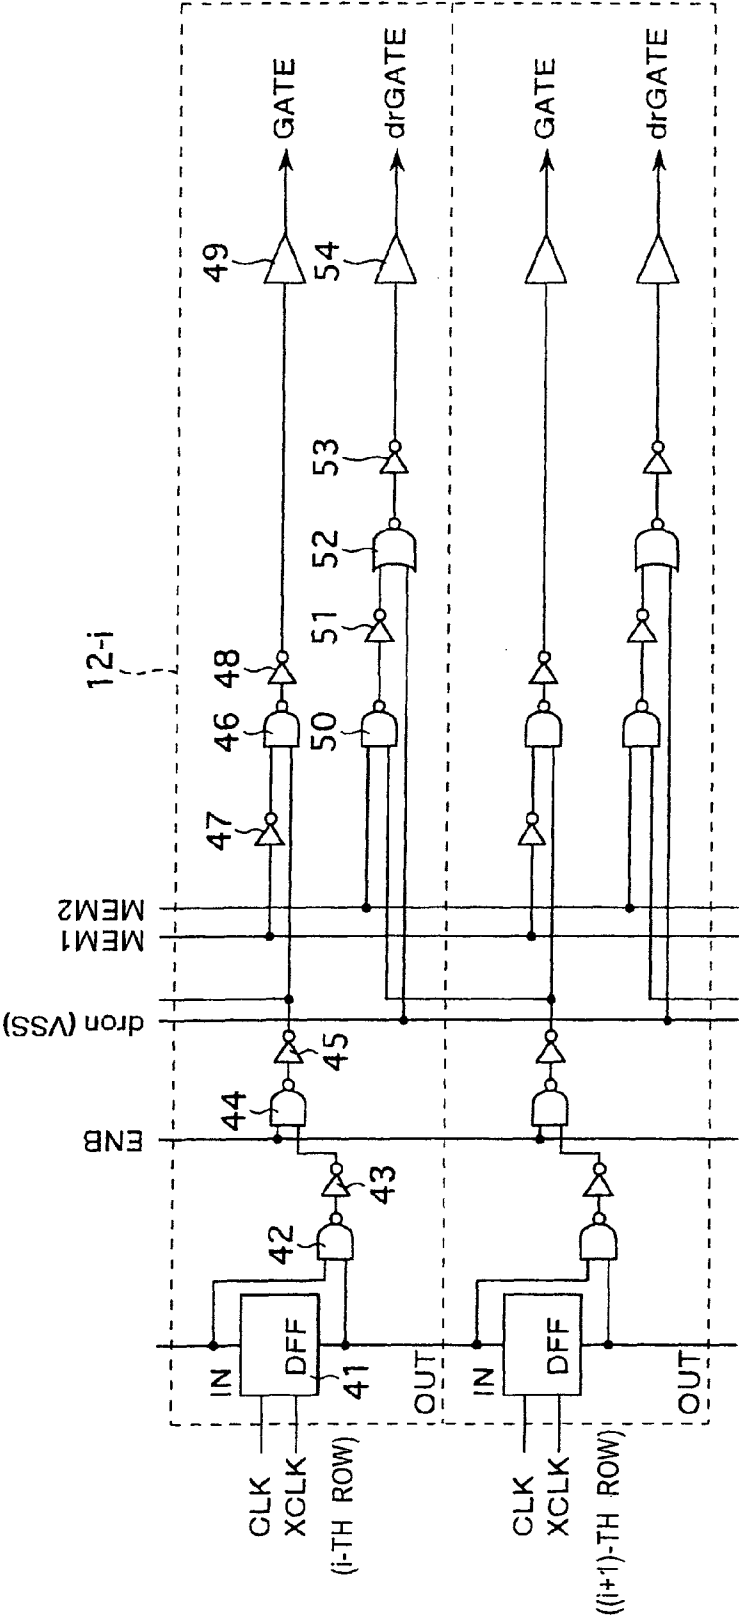 12-i
MEM2
MEM1
dron (VSS)
ENB
CLK
XCLK
(i-TH ROW)
IN
DFF
41
OUT
42
43
44
45
47
46
48
49
GATE
50
51
52
53
54
drGATE
CLK
XCLK
((i+1)-TH ROW)
IN
DFF
OUT
GATE
drGATE